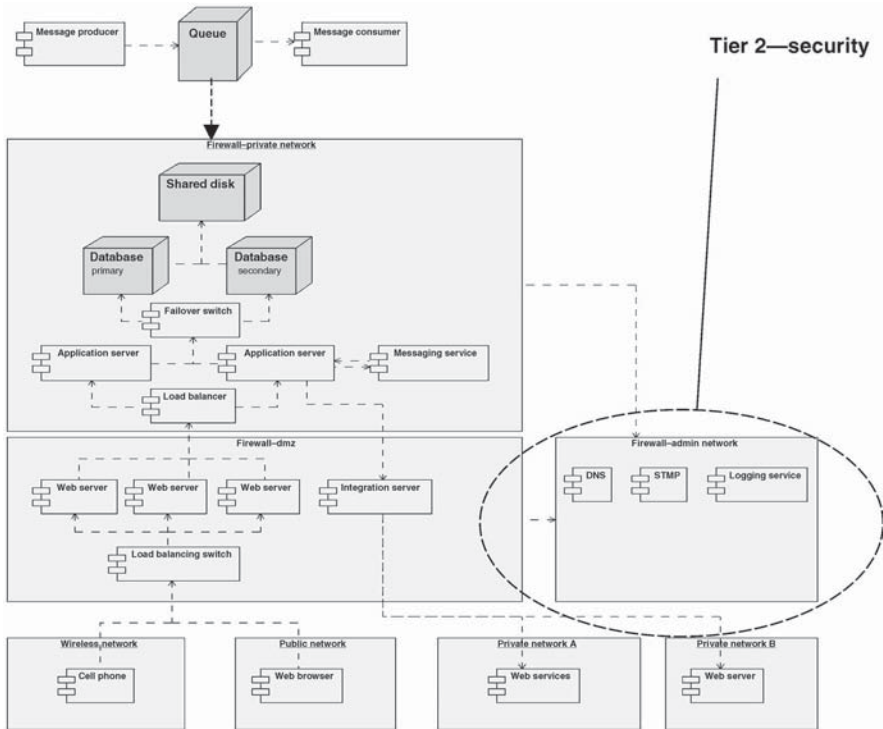 Message producer
Queue
Message consumer
Tier 2—security
Firewall–private network
Shared disk
Database
primary
Database
secondary
Failover switch
Application server
Application server
Messaging service
Load balancer
Firewall–dmz
Firewall–admin network
Web server
Web server
Web server
Integration server
DNS
STMP
Logging service
Load balancing switch
Wireless network
Public network
Private network A
Private network B
Cell phone
Web browser
Web services
Web server